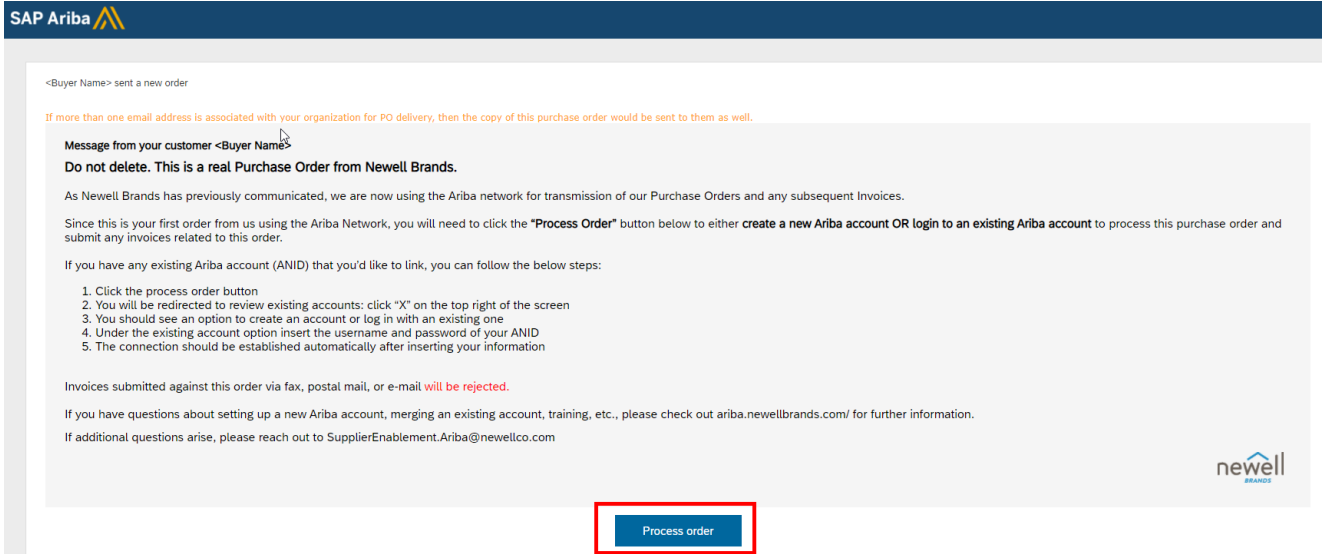 SAP Ariba
<Buyer Name> sent a new order
If more than one email address is associated with your organization for PO delivery, then the copy of this purchase order would be sent to them as well.
Message from your customer <Buyer Name>
Do not delete. This is a real Purchase Order from Newell Brands.
As Newell Brands has previously communicated, we are now using the Ariba network for transmission of our Purchase Orders and any subsequent Invoices.
Since this is your first order from us using the Ariba Network, you will need to click the “Process Order” button below to either create a new Ariba account OR login to an existing Ariba account to process this purchase order and
submit any invoices related to this order.
If you have any existing Ariba account (ANID) that you’d like to link, you can follow the below steps:
1. Click the process order button
2. You will be redirected to review existing accounts: click “X” on the top right of the screen
3. You should see an option to create an account or log in with an existing one
4. Under the existing account option insert the username and password of your ANID
5. The connection should be established automatically after inserting your information
Invoices submitted against this order via fax, postal mail, or e-mail will be rejected.
If you have questions about setting up a new Ariba account, merging an existing account, training, etc., please check out ariba.newellbrands.com/ for further information.
If additional questions arise, please reach out to SupplierEnablement.Ariba@newellco.com
newell
BRANDS
Process order